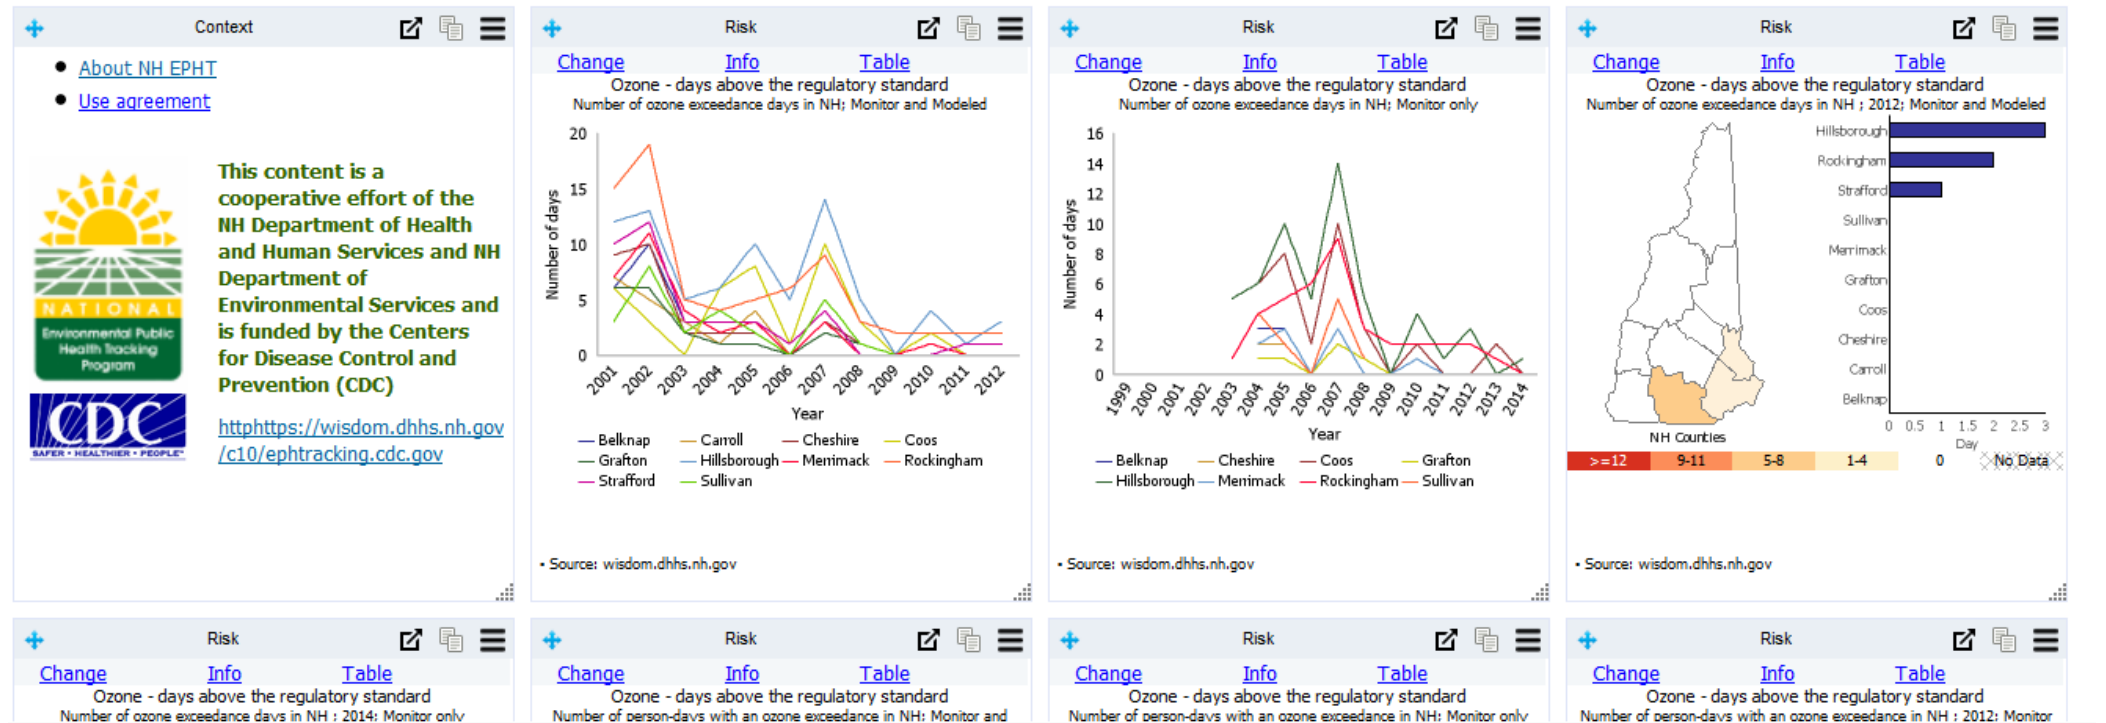 Context
About NH EPHT
Use agreement
NATIONAL
Environmental Public
Health Tracking
Program
CDC
SAFER • HEALTHIER • PEOPLE™
This content is a
cooperative effort of the
NH Department of Health
and Human Services and NH
Department of
Environmental Services and
is funded by the Centers
for Disease Control and
Prevention (CDC)
httphttps://wisdom.dhhs.nh.gov
/c10/ephtracking.cdc.gov
Risk
Change Info Table
Ozone - days above the regulatory standard
Number of ozone exceedance days in NH; Monitor and Modeled
20
15
10
5
0
Number of days
2001 2002 2003 2004 2005 2006 2007 2008 2009 2010 2011 2012
Year
Belknap Carroll Cheshire Coos
Grafton Hillsborough Merrimack Rockingham
Strafford Sullivan
• Source: wisdom.dhhs.nh.gov
Risk
Change Info Table
Ozone - days above the regulatory standard
Number of ozone exceedance days in NH; Monitor only
16
14
12
10
8
6
4
2
0
Number of days
1999 2000 2001 2002 2003 2004 2005 2006 2007 2008 2009 2010 2011 2012 2013 2014
Year
Belknap Cheshire Coos Grafton
Hillsborough Merrimack Rockingham Sullivan
• Source: wisdom.dhhs.nh.gov
Risk
Change Info Table
Ozone - days above the regulatory standard
Number of ozone exceedance days in NH ; 2012; Monitor and Modeled
Hillsborough
Rockingham
Strafford
Sullivan
Merrimack
Grafton
Coos
Cheshire
Carroll
Belknap
0 0.5 1 1.5 2 2.5 3
Day
NH Counties
>=12 9-11 5-8 1-4 0 No Data
• Source: wisdom.dhhs.nh.gov
Risk
Change Info Table
Ozone - days above the regulatory standard
Number of ozone exceedance days in NH ; 2014; Monitor only
Risk
Change Info Table
Ozone - days above the regulatory standard
Number of person-days with an ozone exceedance in NH; Monitor and
Risk
Change Info Table
Ozone - days above the regulatory standard
Number of person-days with an ozone exceedance in NH; Monitor only
Risk
Change Info Table
Ozone - days above the regulatory standard
Number of person-days with an ozone exceedance in NH ; 2012; Monitor